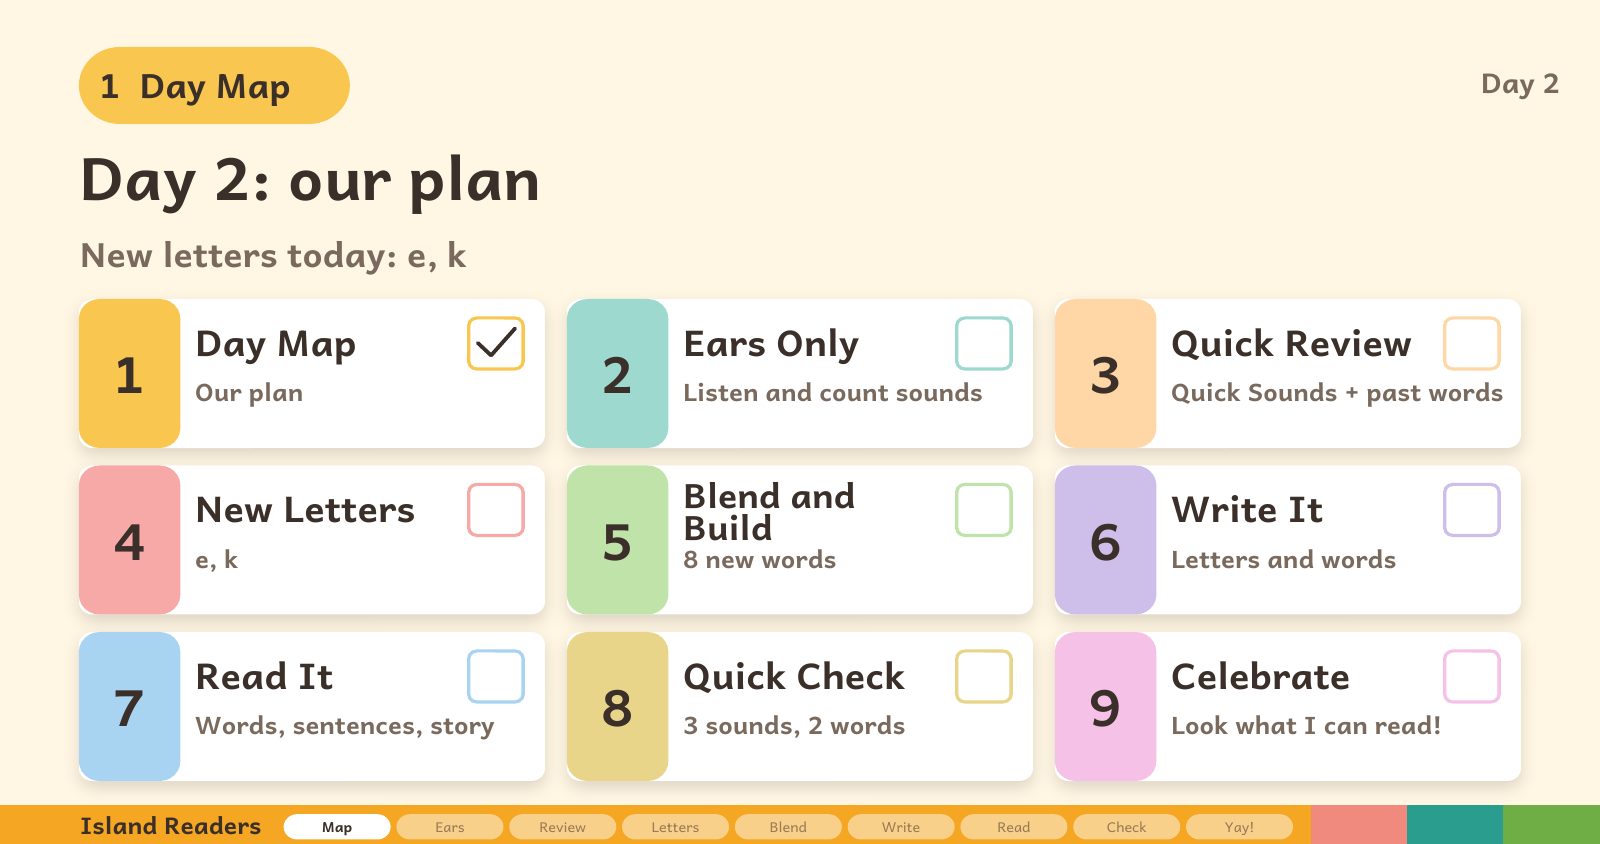 1 Day Map
Day 2
Day 2: our plan
New letters today: e, k
1
Day Map
Our plan
2
Ears Only
Listen and count sounds
3
Quick Review
Quick Sounds + past words
4
New Letters
e, k
5
Blend and
Build
8 new words
6
Write It
Letters and words
7
Read It
Words, sentences, story
8
Quick Check
3 sounds, 2 words
9
Celebrate
Look what I can read!
Island Readers
Map
Ears
Review
Letters
Blend
Write
Read
Check
Yay!